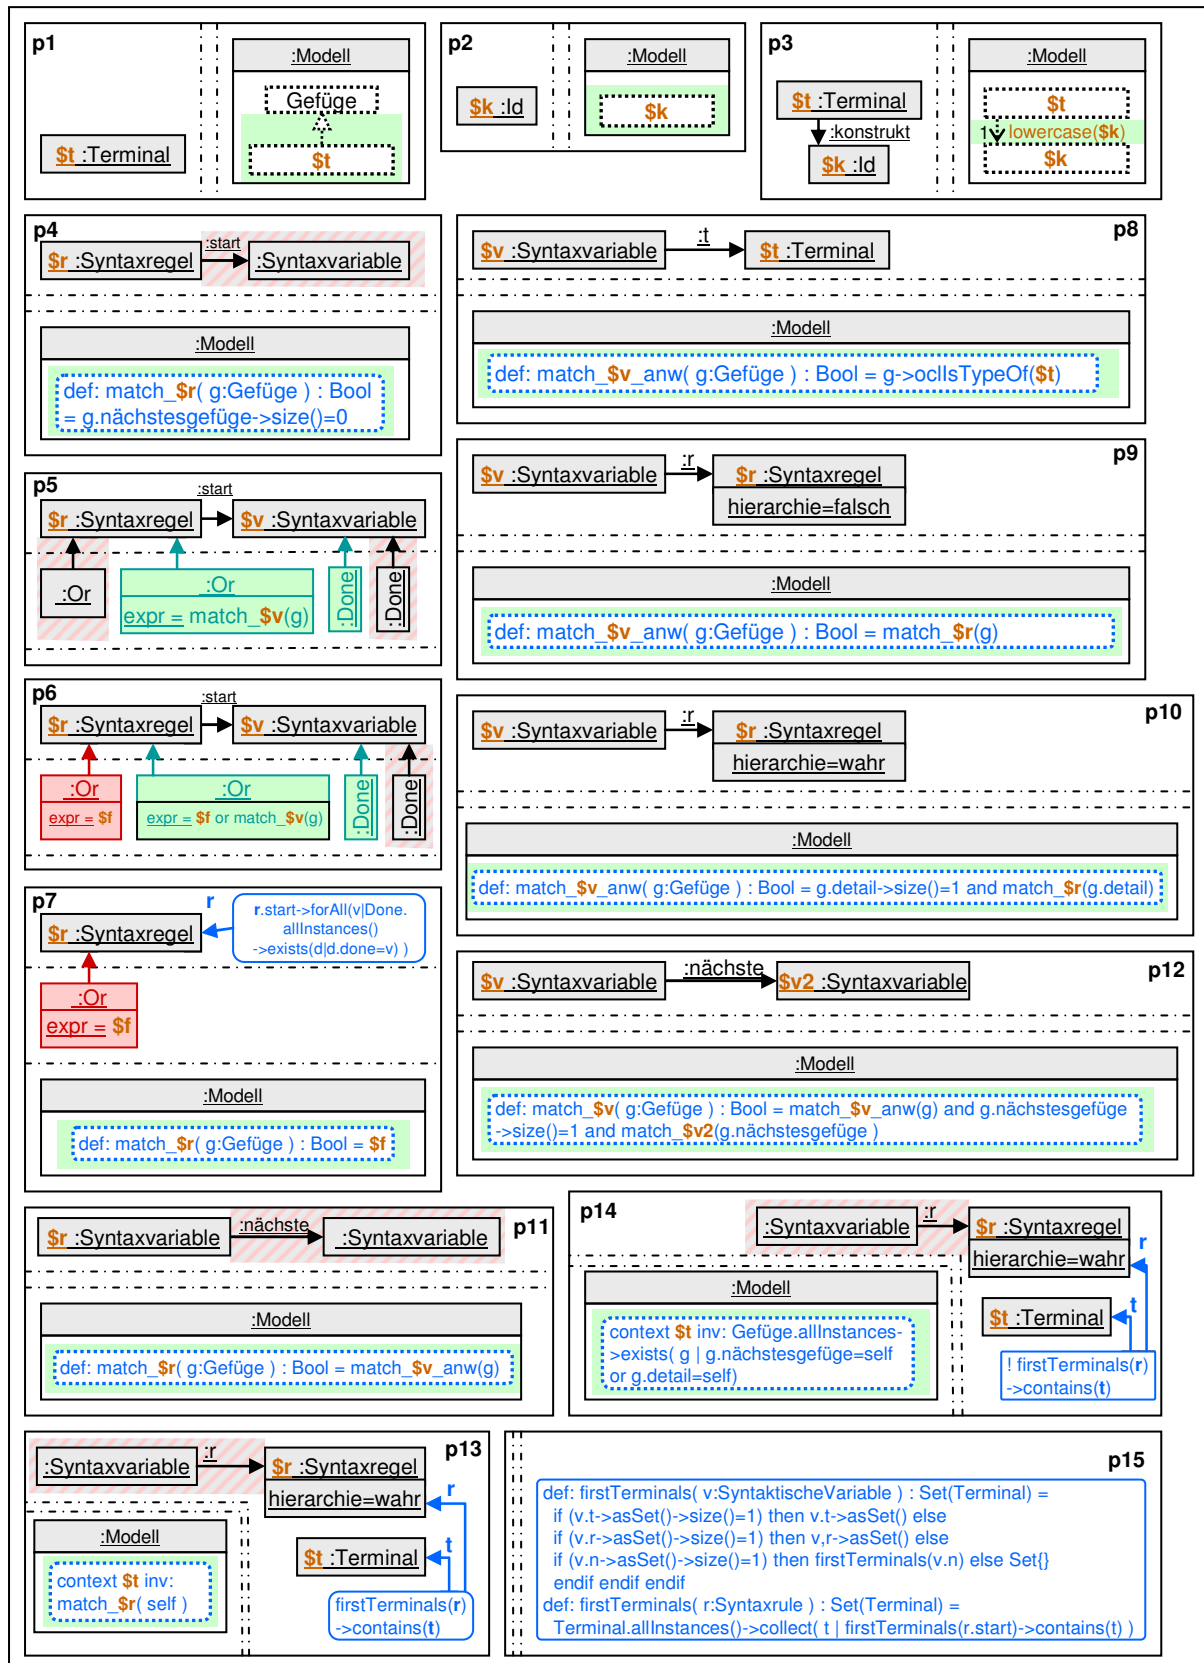 p1
:Modell
Gefüge
$t :Terminal
$t
p2
:Modell
$k :Id
$k
p3
:Modell
$t :Terminal
$t
:konstrukt
1 lowercase($k)
$k :Id
$k
p4
:start
$r :Syntaxregel
:Syntaxvariable
:Modell
def: match_$r( g:Gefüge ) : Bool
= g.nächstesgefüge->size()=0
p8
:t
$v :Syntaxvariable
$t :Terminal
:Modell
def: match_$v_anw( g:Gefüge ) : Bool = g->oclIsTypeOf($t)
p5
:start
$r :Syntaxregel
$v :Syntaxvariable
:Or
:Or
expr = match_$v(g)
:Done
:Done
p9
:r
$v :Syntaxvariable
$r :Syntaxregel
hierarchie=falsch
:Modell
def: match_$v_anw( g:Gefüge ) : Bool = match_$r(g)
p6
:start
$r :Syntaxregel
$v :Syntaxvariable
:Or
expr = $f
:Or
expr = $f or match_$v(g)
:Done
:Done
p10
:r
$v :Syntaxvariable
$r :Syntaxregel
hierarchie=wahr
:Modell
def: match_$v_anw( g:Gefüge ) : Bool = g.detail->size()=1 and match_$r(g.detail)
p7
r
$r :Syntaxregel
r.start->forAll(v|Done.
allInstances()
->exists(d|d.done=v) )
:Or
expr = $f
:Modell
def: match_$r( g:Gefüge ) : Bool = $f
p12
:nächste
$v :Syntaxvariable
$v2 :Syntaxvariable
:Modell
def: match_$v( g:Gefüge ) : Bool = match_$v_anw(g) and g.nächstesgefüge
->size()=1 and match_$v2(g.nächstesgefüge )
p11
:nächste
$r :Syntaxvariable
:Syntaxvariable
:Modell
def: match_$r( g:Gefüge ) : Bool = match_$v_anw(g)
p14
:r
:Syntaxvariable
$r :Syntaxregel
hierarchie=wahr
r
:Modell
context $t inv: Gefüge.allInstances-
>exists( g | g.nächstesgefüge=self
or g.detail=self)
t
$t :Terminal
! firstTerminals(r)
->contains(t)
p13
:r
:Syntaxvariable
$r :Syntaxregel
hierarchie=wahr
r
:Modell
context $t inv:
match_$r( self )
t
$t :Terminal
firstTerminals(r)
->contains(t)
p15
def: firstTerminals( v:SyntaktischeVariable ) : Set(Terminal) =
if (v.t->asSet()->size()=1) then v.t->asSet() else
if (v.r->asSet()->size()=1) then v,r->asSet() else
if (v.n->asSet()->size()=1) then firstTerminals(v.n) else Set{}
endif endif endif
def: firstTerminals( r:Syntaxrule ) : Set(Terminal) =
Terminal.allInstances()->collect( t | firstTerminals(r.start)->contains(t) )